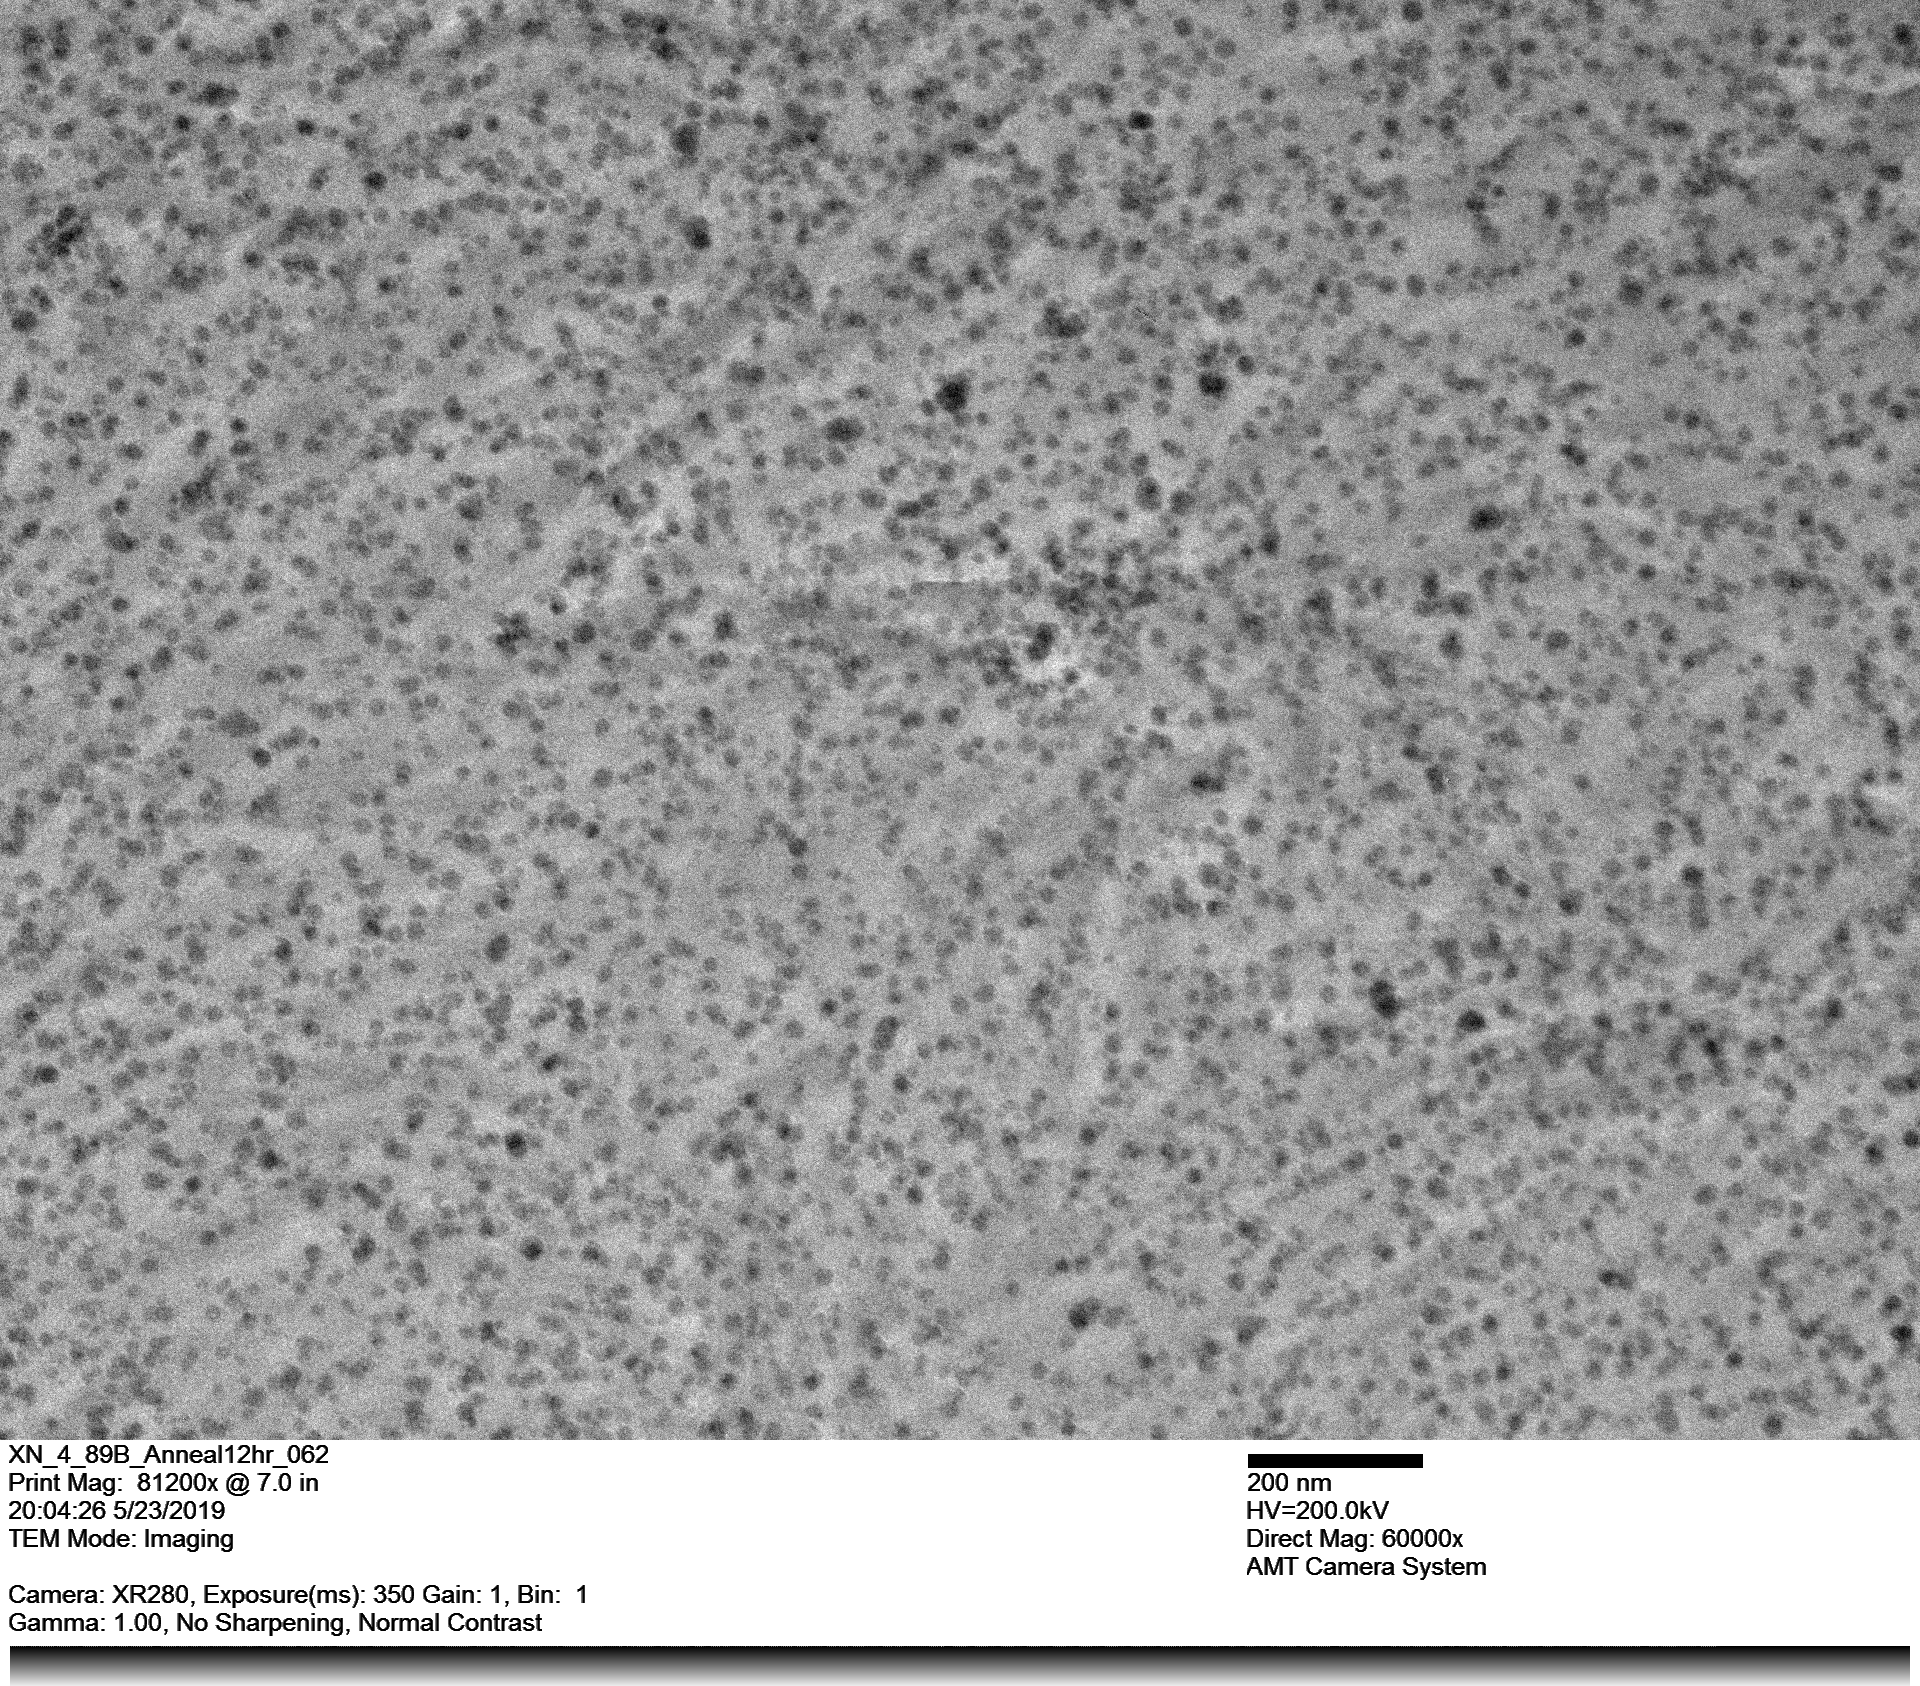 XN_4_89B_Anneal12hr_062
Print Mag: 81200x @ 7.0 in
20:04:26 5/23/2019
TEM Mode: Imaging
Camera: XR280, Exposure(ms): 350 Gain: 1, Bin: 1
Gamma: 1.00, No Sharpening, Normal Contrast
200 nm
HV=200.0kV
Direct Mag: 60000x
AMT Camera System